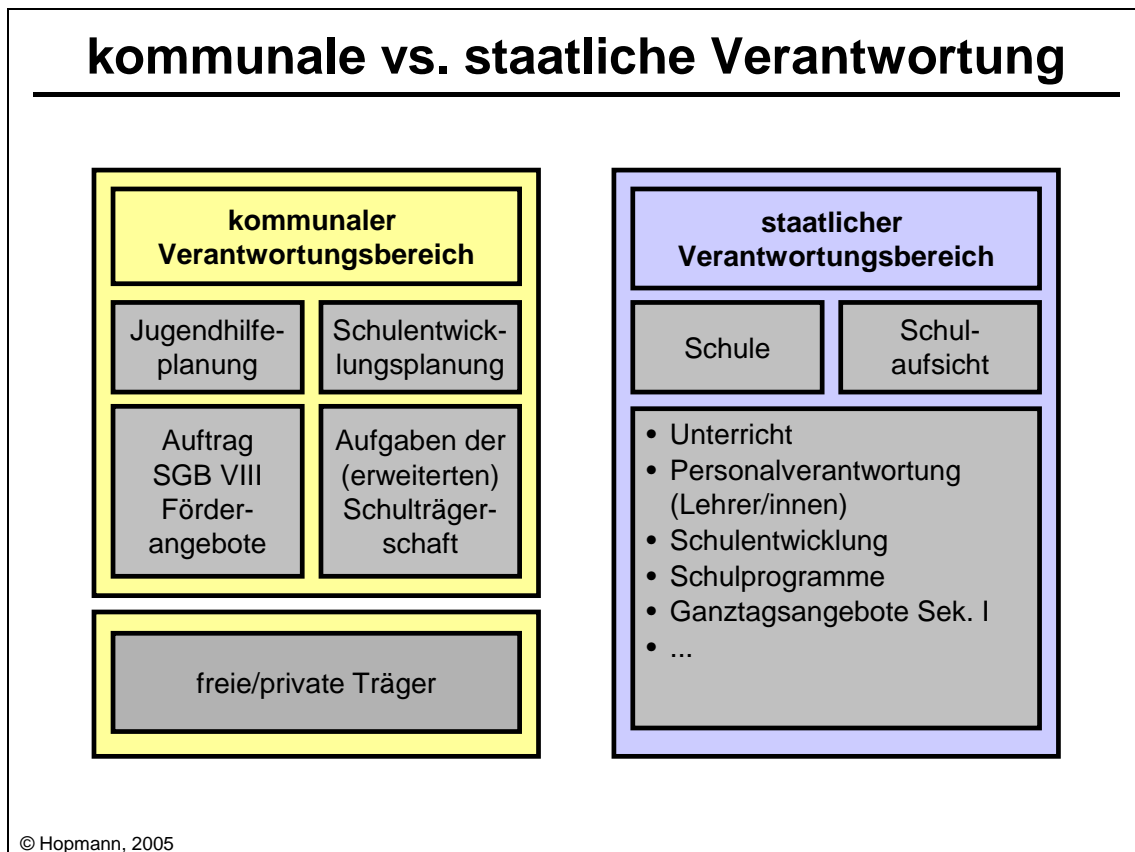 kommunale vs. staatliche Verantwortung
kommunaler
Verantwortungsbereich
Jugendhilfe-
planung
Schulentwick-
lungsplanung
Auftrag
SGB VIII
Förder-
angebote
Aufgaben der
(erweiterten)
Schulträger-
schaft
freie/private Träger
staatlicher
Verantwortungsbereich
Schule
Schul-
aufsicht
• Unterricht
• Personalverantwortung
(Lehrer/innen)
• Schulentwicklung
• Schulprogramme
• Ganztagsangebote Sek. I
• ...
© Hopmann, 2005